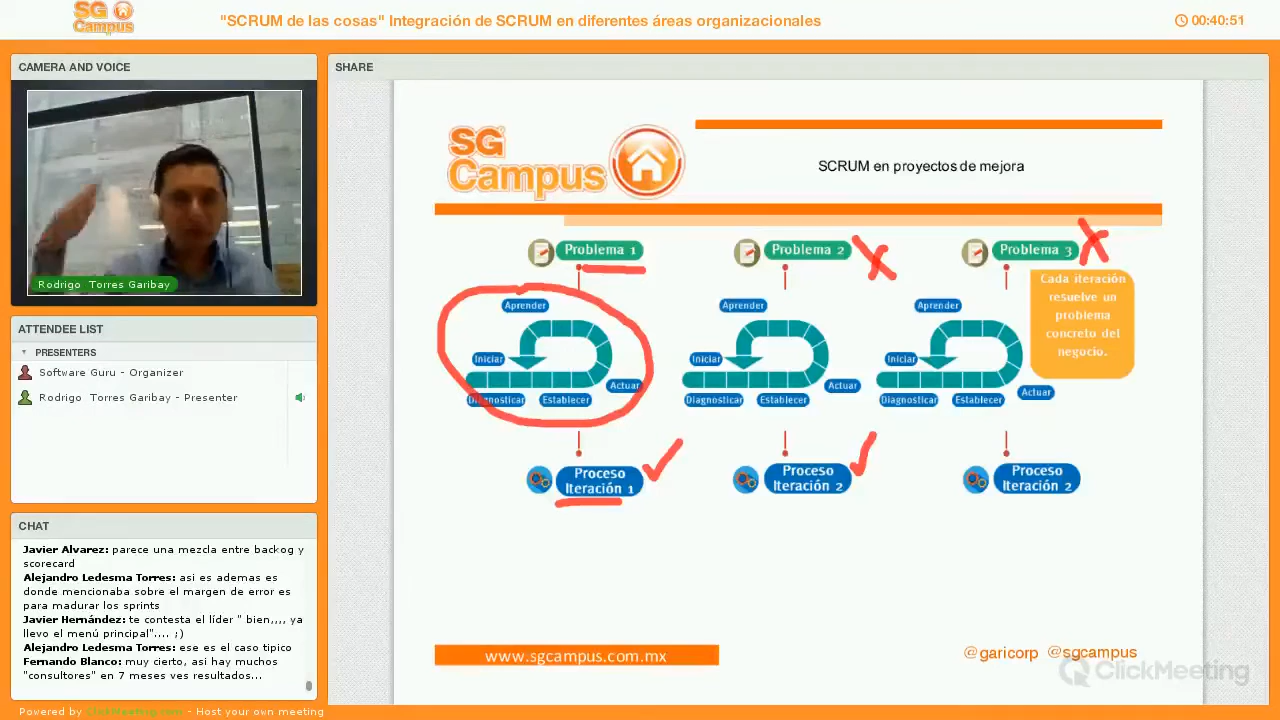 SG
Campus
"SCRUM de las cosas" Integración de SCRUM en diferentes áreas organizacionales
00:40:51
CAMERA AND VOICE
Rodrigo Torres Garibay
ATTENDEE LIST
PRESENTERS
Software Guru - Organizer
Rodrigo Torres Garibay - Presenter
CHAT
Javier Alvarez: parece una mezcla entre backog y
scorecard
Alejandro Ledesma Torres: asi es ademas es
donde mencionaba sobre el margen de error es
para madurar los sprints
Javier Hernández: te contesta el líder " bien,,,, ya
llevo el menú principal".... ;)
Alejandro Ledesma Torres: ese es el caso tipico
Fernando Blanco: muy cierto, asi hay muchos
"consultores" en 7 meses ves resultados...
SHARE
SG
Campus
SCRUM en proyectos de mejora
Problema 1
Problema 2
Problema 3
Cada iteración
resuelve un
problema
concreto del
negocio.
Aprender
Iniciar
Actuar
Diagnosticar
Establecer
Aprender
Iniciar
Actuar
Diagnosticar
Establecer
Aprender
Iniciar
Actuar
Diagnosticar
Establecer
Proceso
Iteración 1
Proceso
Iteración 2
Proceso
Iteración 2
www.sgcampus.com.mx
@garicorp @sgcampus
ClickMeeting
Powered by ClickMeeting.com - Host your own meeting